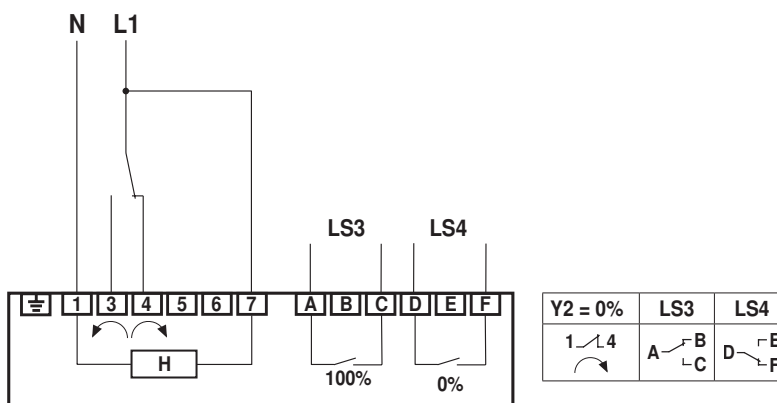 N L1
LS3 LS4
1 3 4 5 6 7 A B C D E F
H
100% 0%
Y2 = 0% LS3 LS4
1 4 A B C D E F